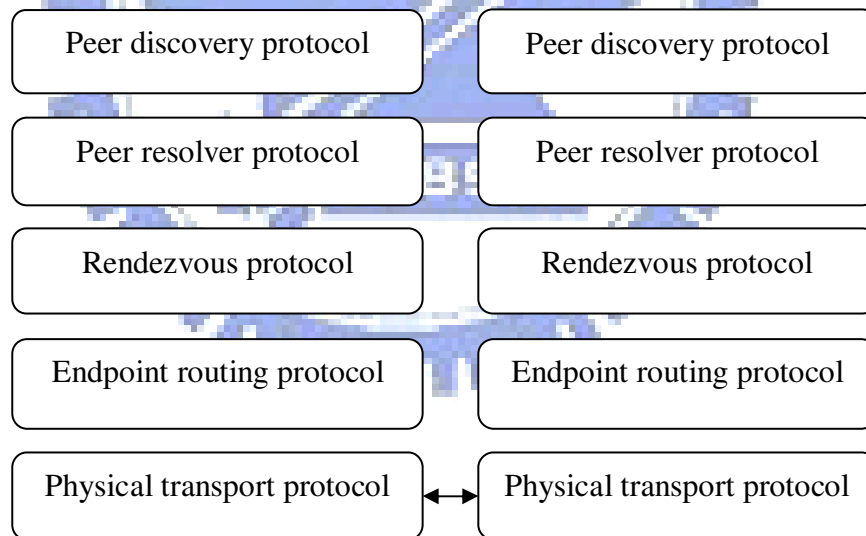 Peer discovery protocol
Peer discovery protocol
Peer resolver protocol
Peer resolver protocol
Rendezvous protocol
Rendezvous protocol
Endpoint routing protocol
Endpoint routing protocol
Physical transport protocol
Physical transport protocol